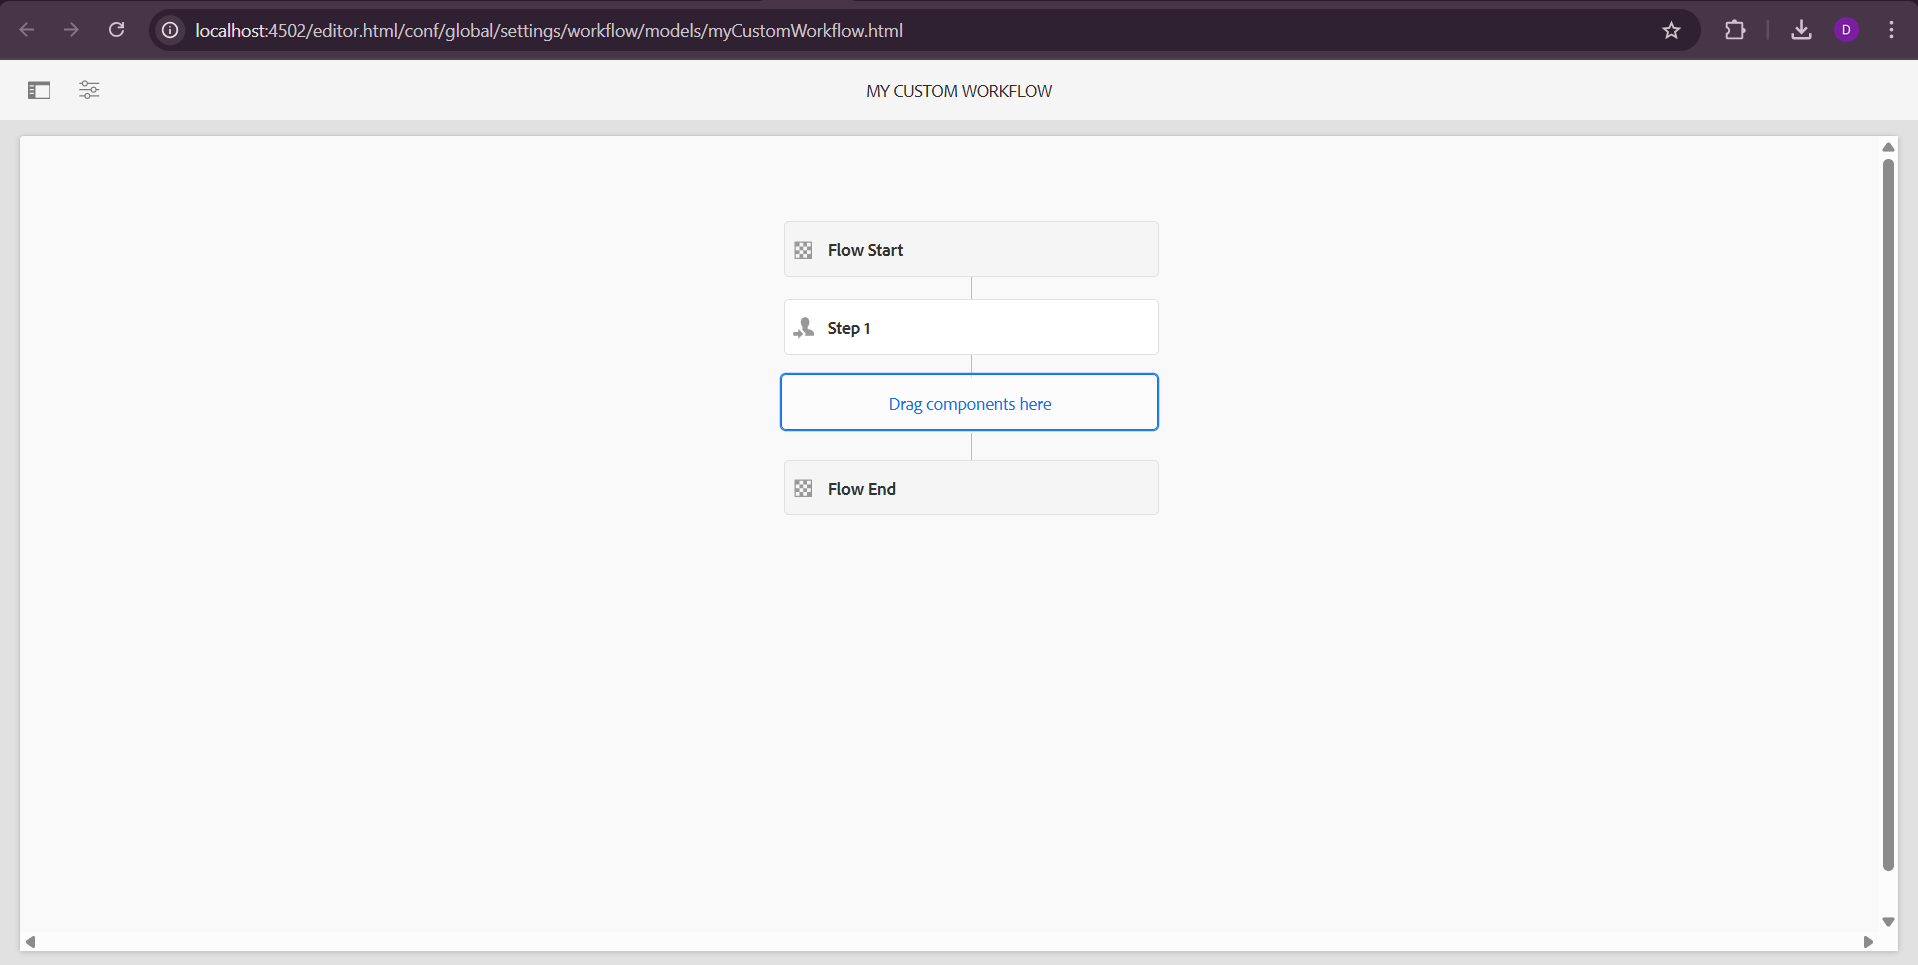 localhost:4502/editor.html/conf/global/settings/workflow/models/myCustomWorkflow.html
D
MY CUSTOM WORKFLOW
Flow Start
Step 1
Drag components here
Flow End